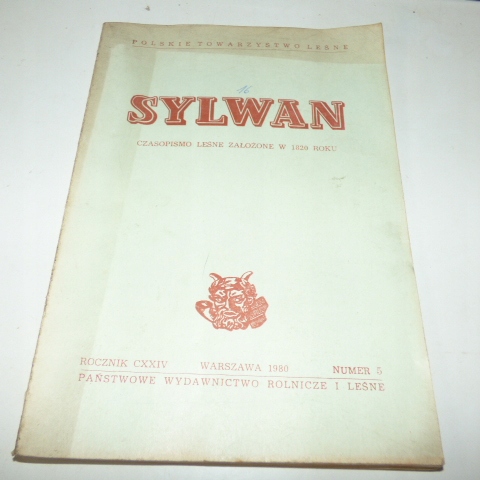 POLSKIE TOWARZYSTWO LEŚNE
16
SYLWAN
CZASOPISMO LEŚNE ZAŁOŻONE W 1820 ROKU
ROCZNIK CXXIV WARSZAWA 1980 NUMER 5
PAŃSTWOWE WYDAWNICTWO ROLNICZE I LEŚNE